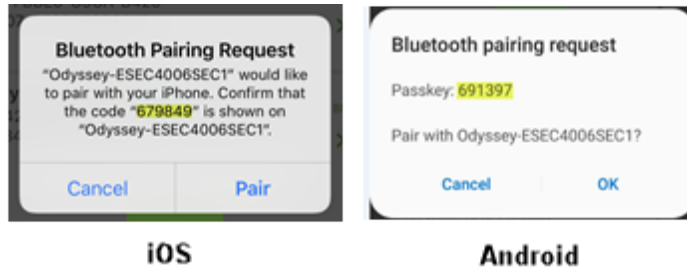 Bluetooth Pairing Request
"Odyssey-ESEC4006SEC1" would like
to pair with your iPhone. Confirm that
the code "679849" is shown on
"Odyssey-ESEC4006SEC1".
Cancel
Pair
iOS
Bluetooth pairing request
Passkey: 691397
Pair with Odyssey-ESEC4006SEC1?
Cancel
OK
Android